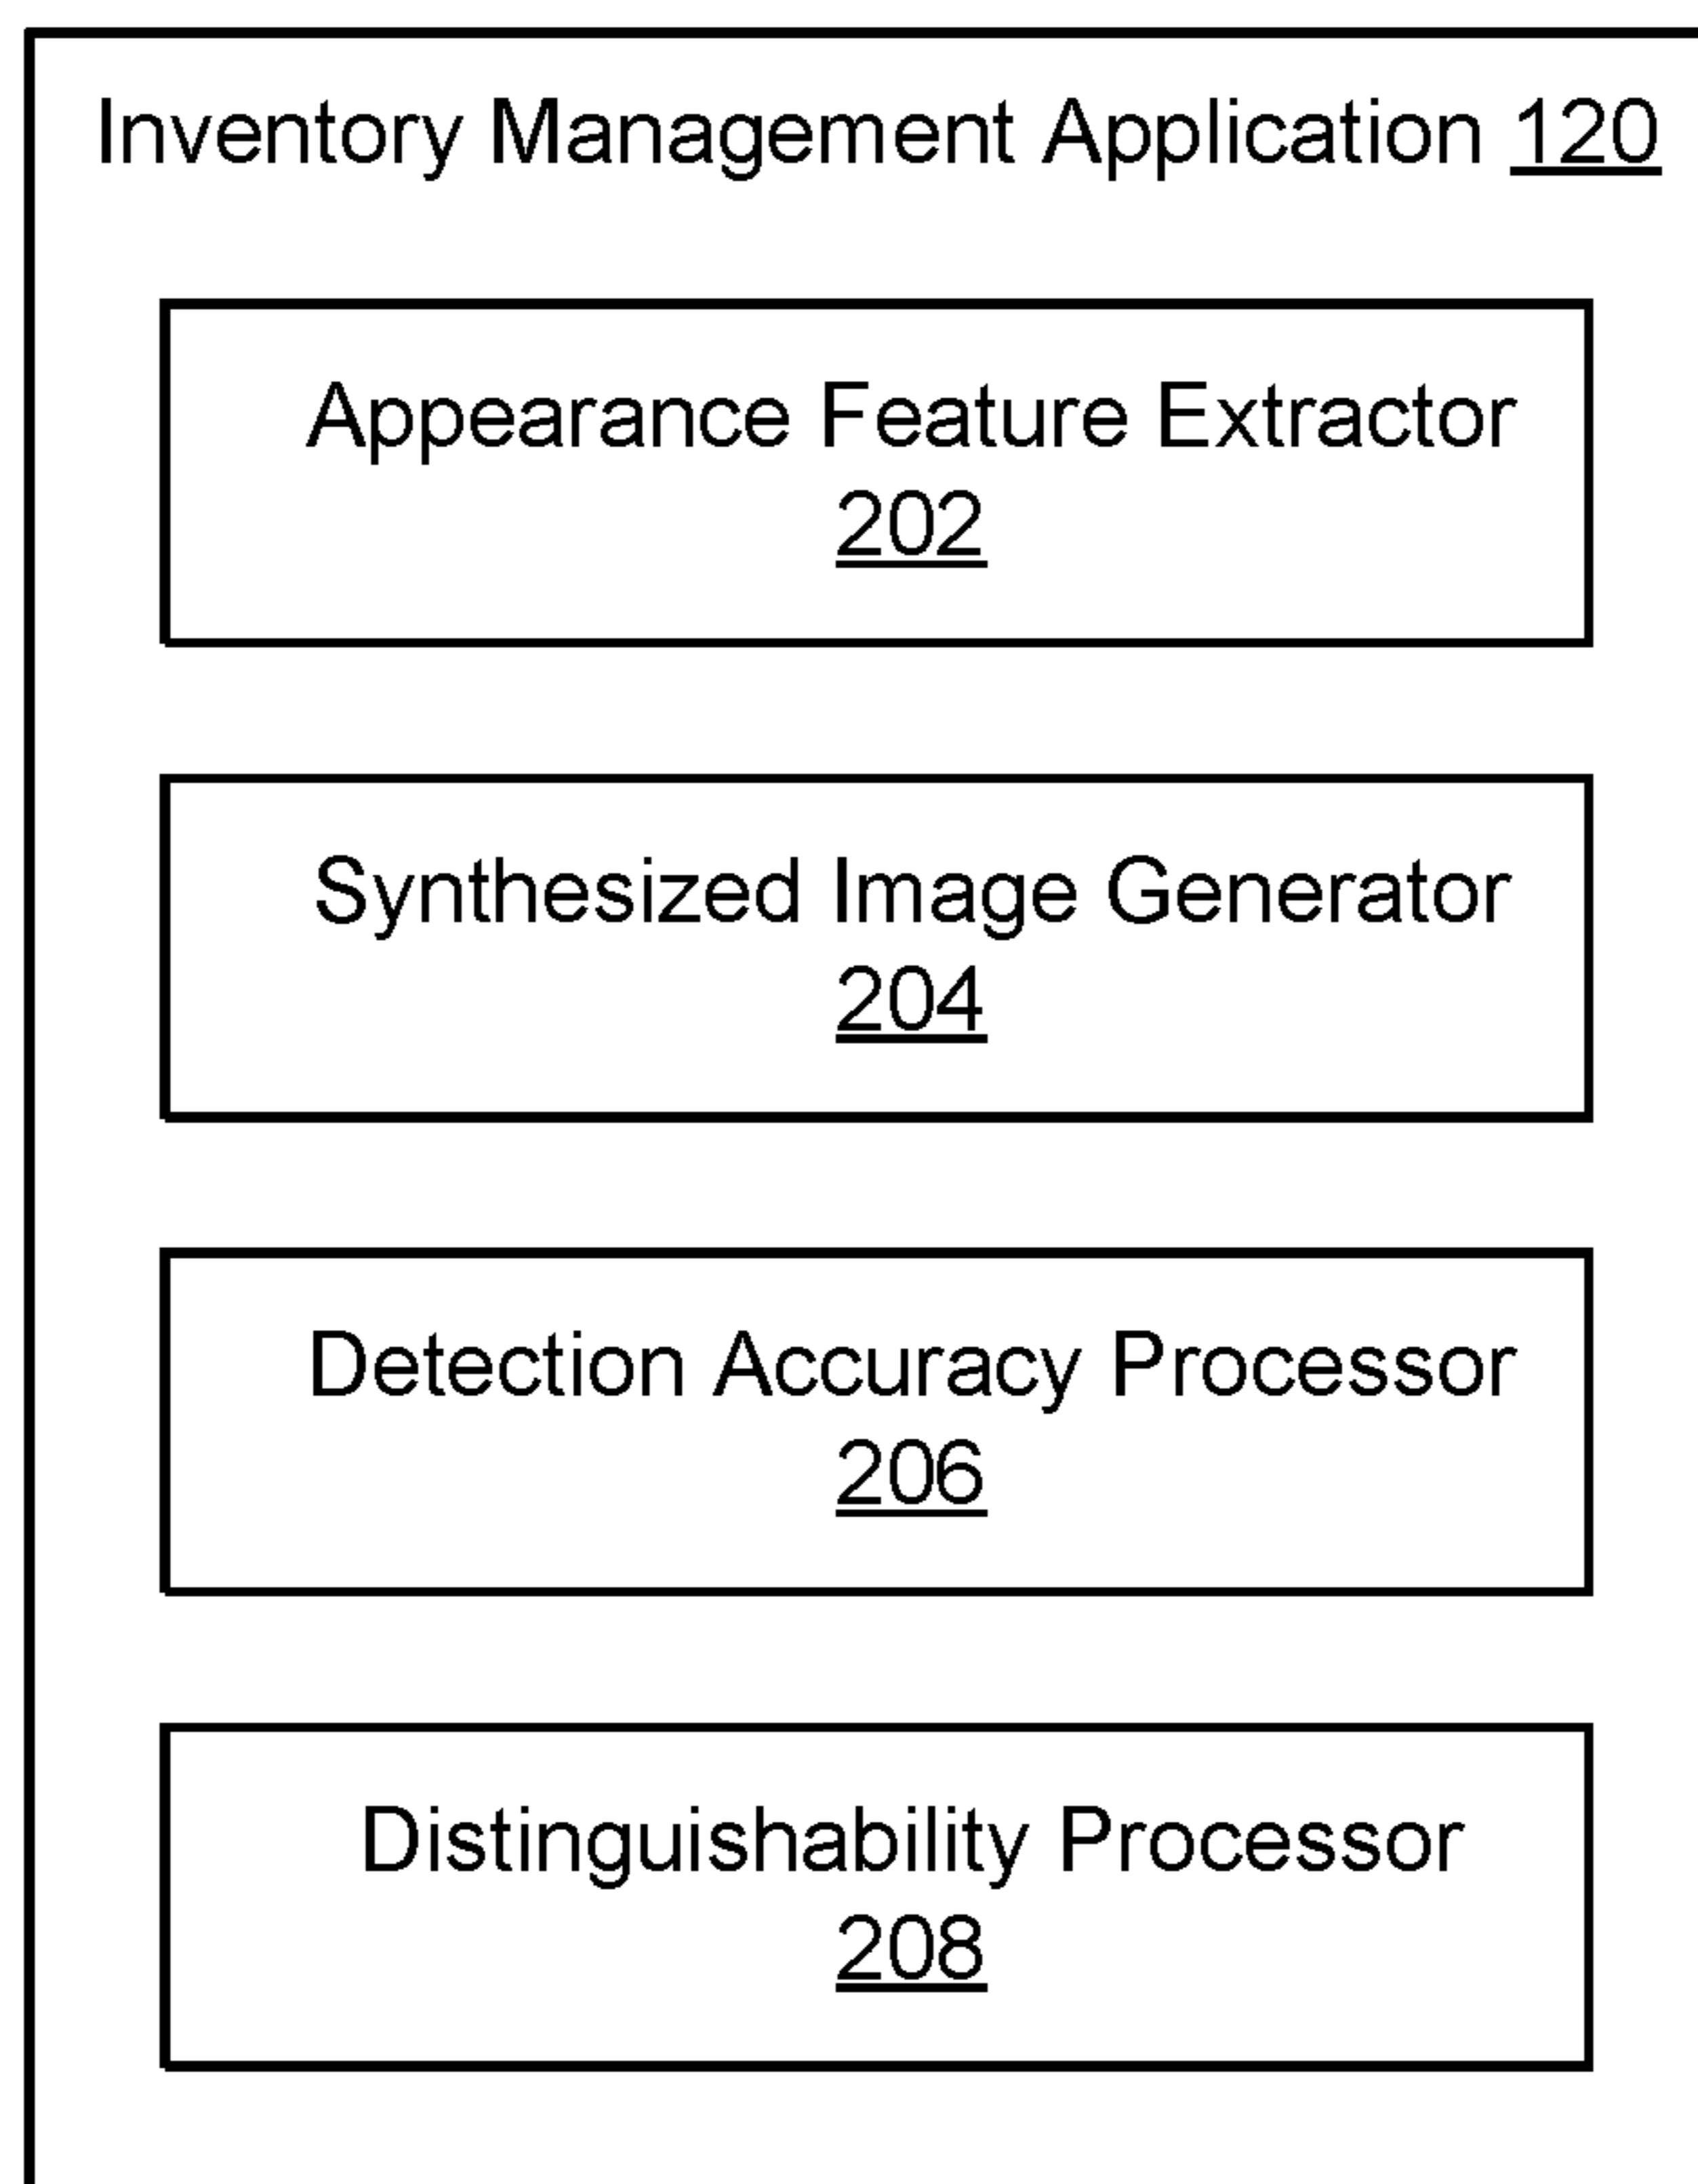 Inventory Management Application 120
Appearance Feature Extractor
202
Synthesized Image Generator
204
Detection Accuracy Processor
206
Distinguishability Processor
208